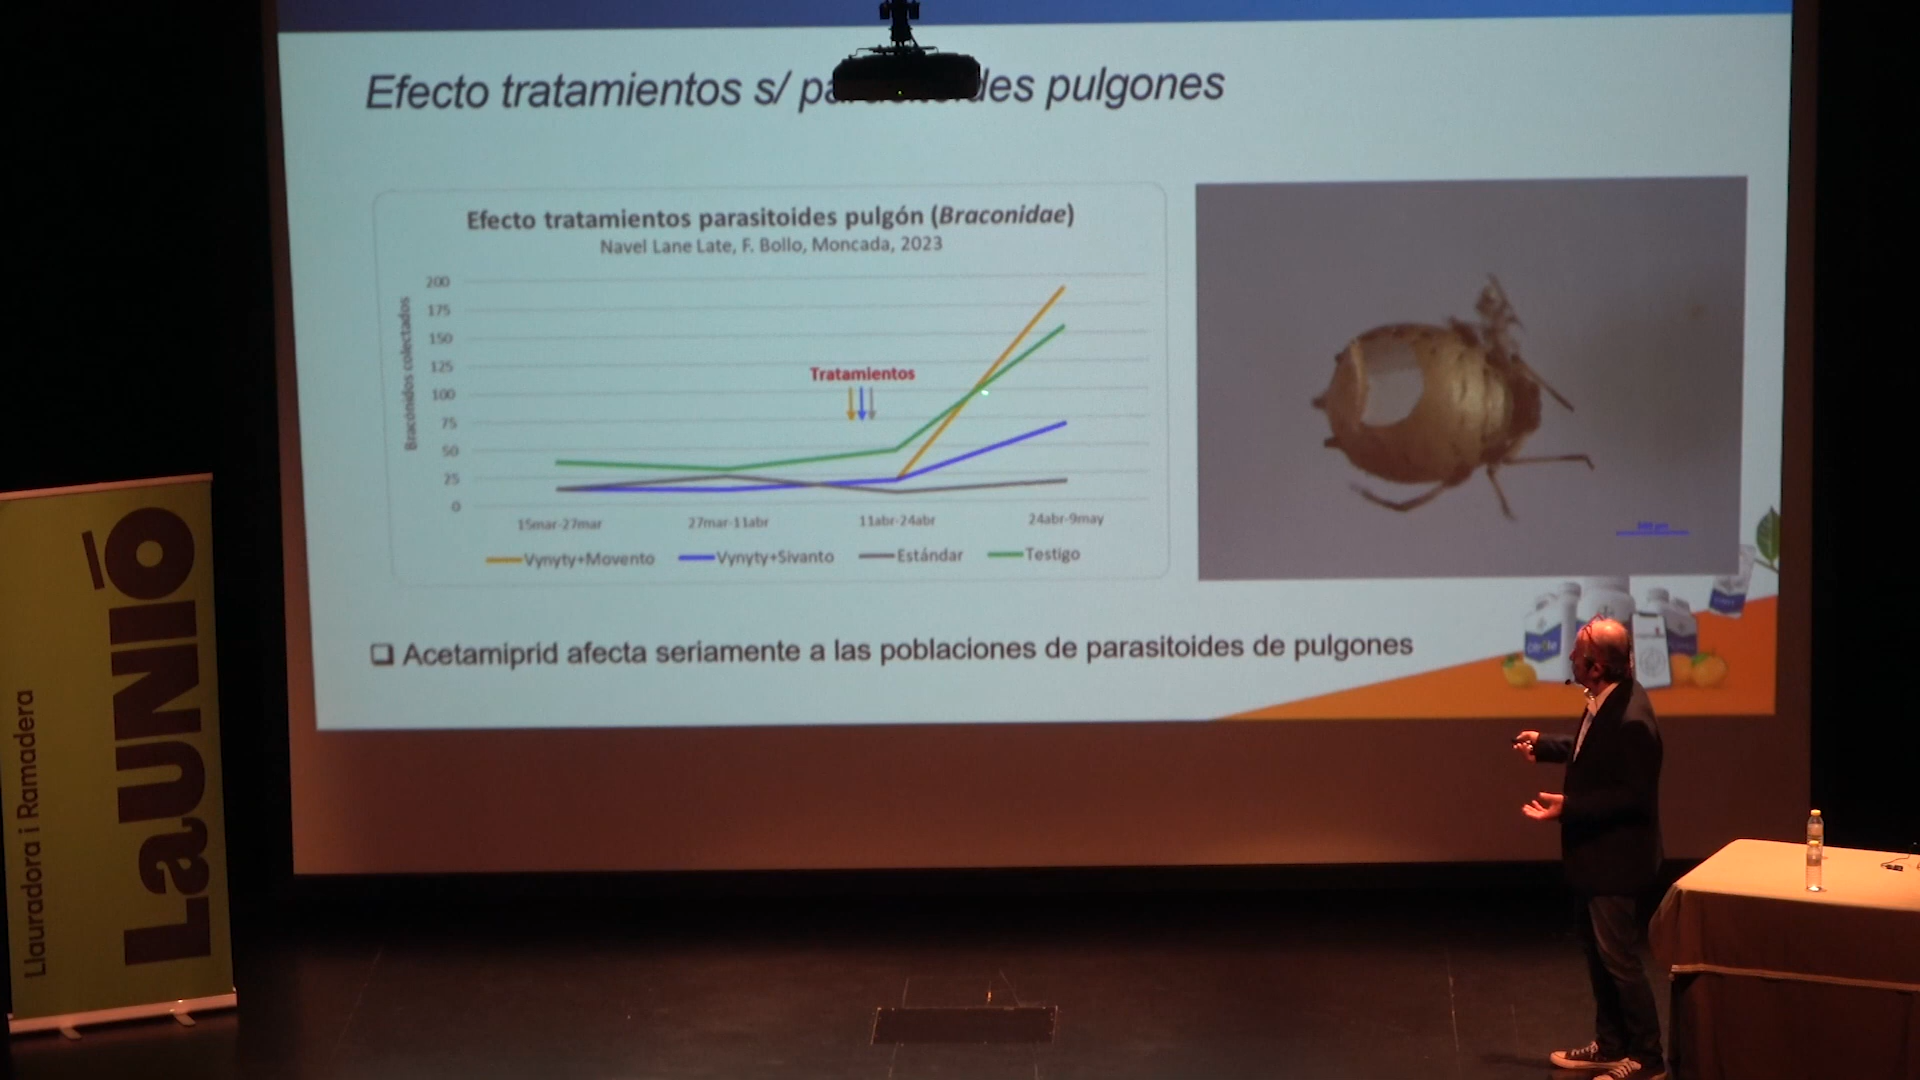 Efecto tratamientos s/ pulgones
Efecto tratamientos parasitoides pulgón (Braconidae)
Navel Lane Late, F. Bollo, Moncada, 2023
Bracónidos colectados
200
175
150
125
100
75
50
25
0
Tratamientos
15mar-27mar
27mar-11abr
11abr-24abr
24abr-9may
Vynyty+Movento
Vynyty+Sivanto
Estándar
Testigo
❑ Acetamiprid afecta seriamente a las poblaciones de parasitoides de pulgones
LaUNIÓ
Llauradora i Ramadera